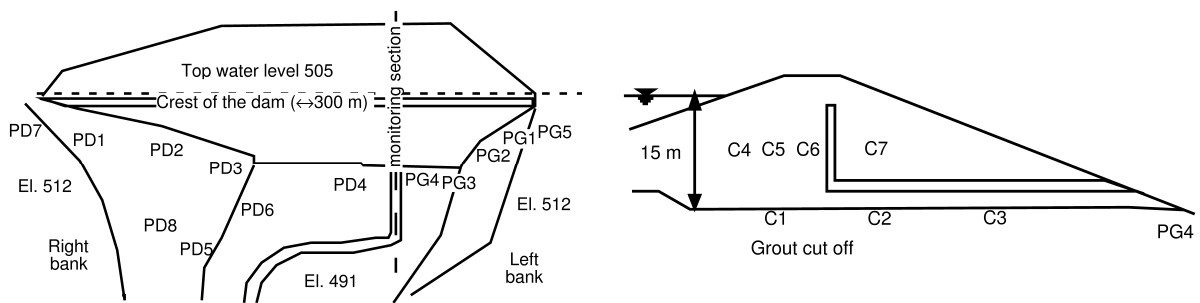 Top water level 505
Crest of the dam (↔300 m)
monitoring section
PD7
PD1
PD2
PD3
PD4
PG4
PG3
PG2
PG1
PG5
El. 512
PD8
PD6
PD5
El. 512
Right
bank
El. 491
Left
bank
15 m
C4
C5
C6
C7
C1
C2
C3
PG4
Grout cut off